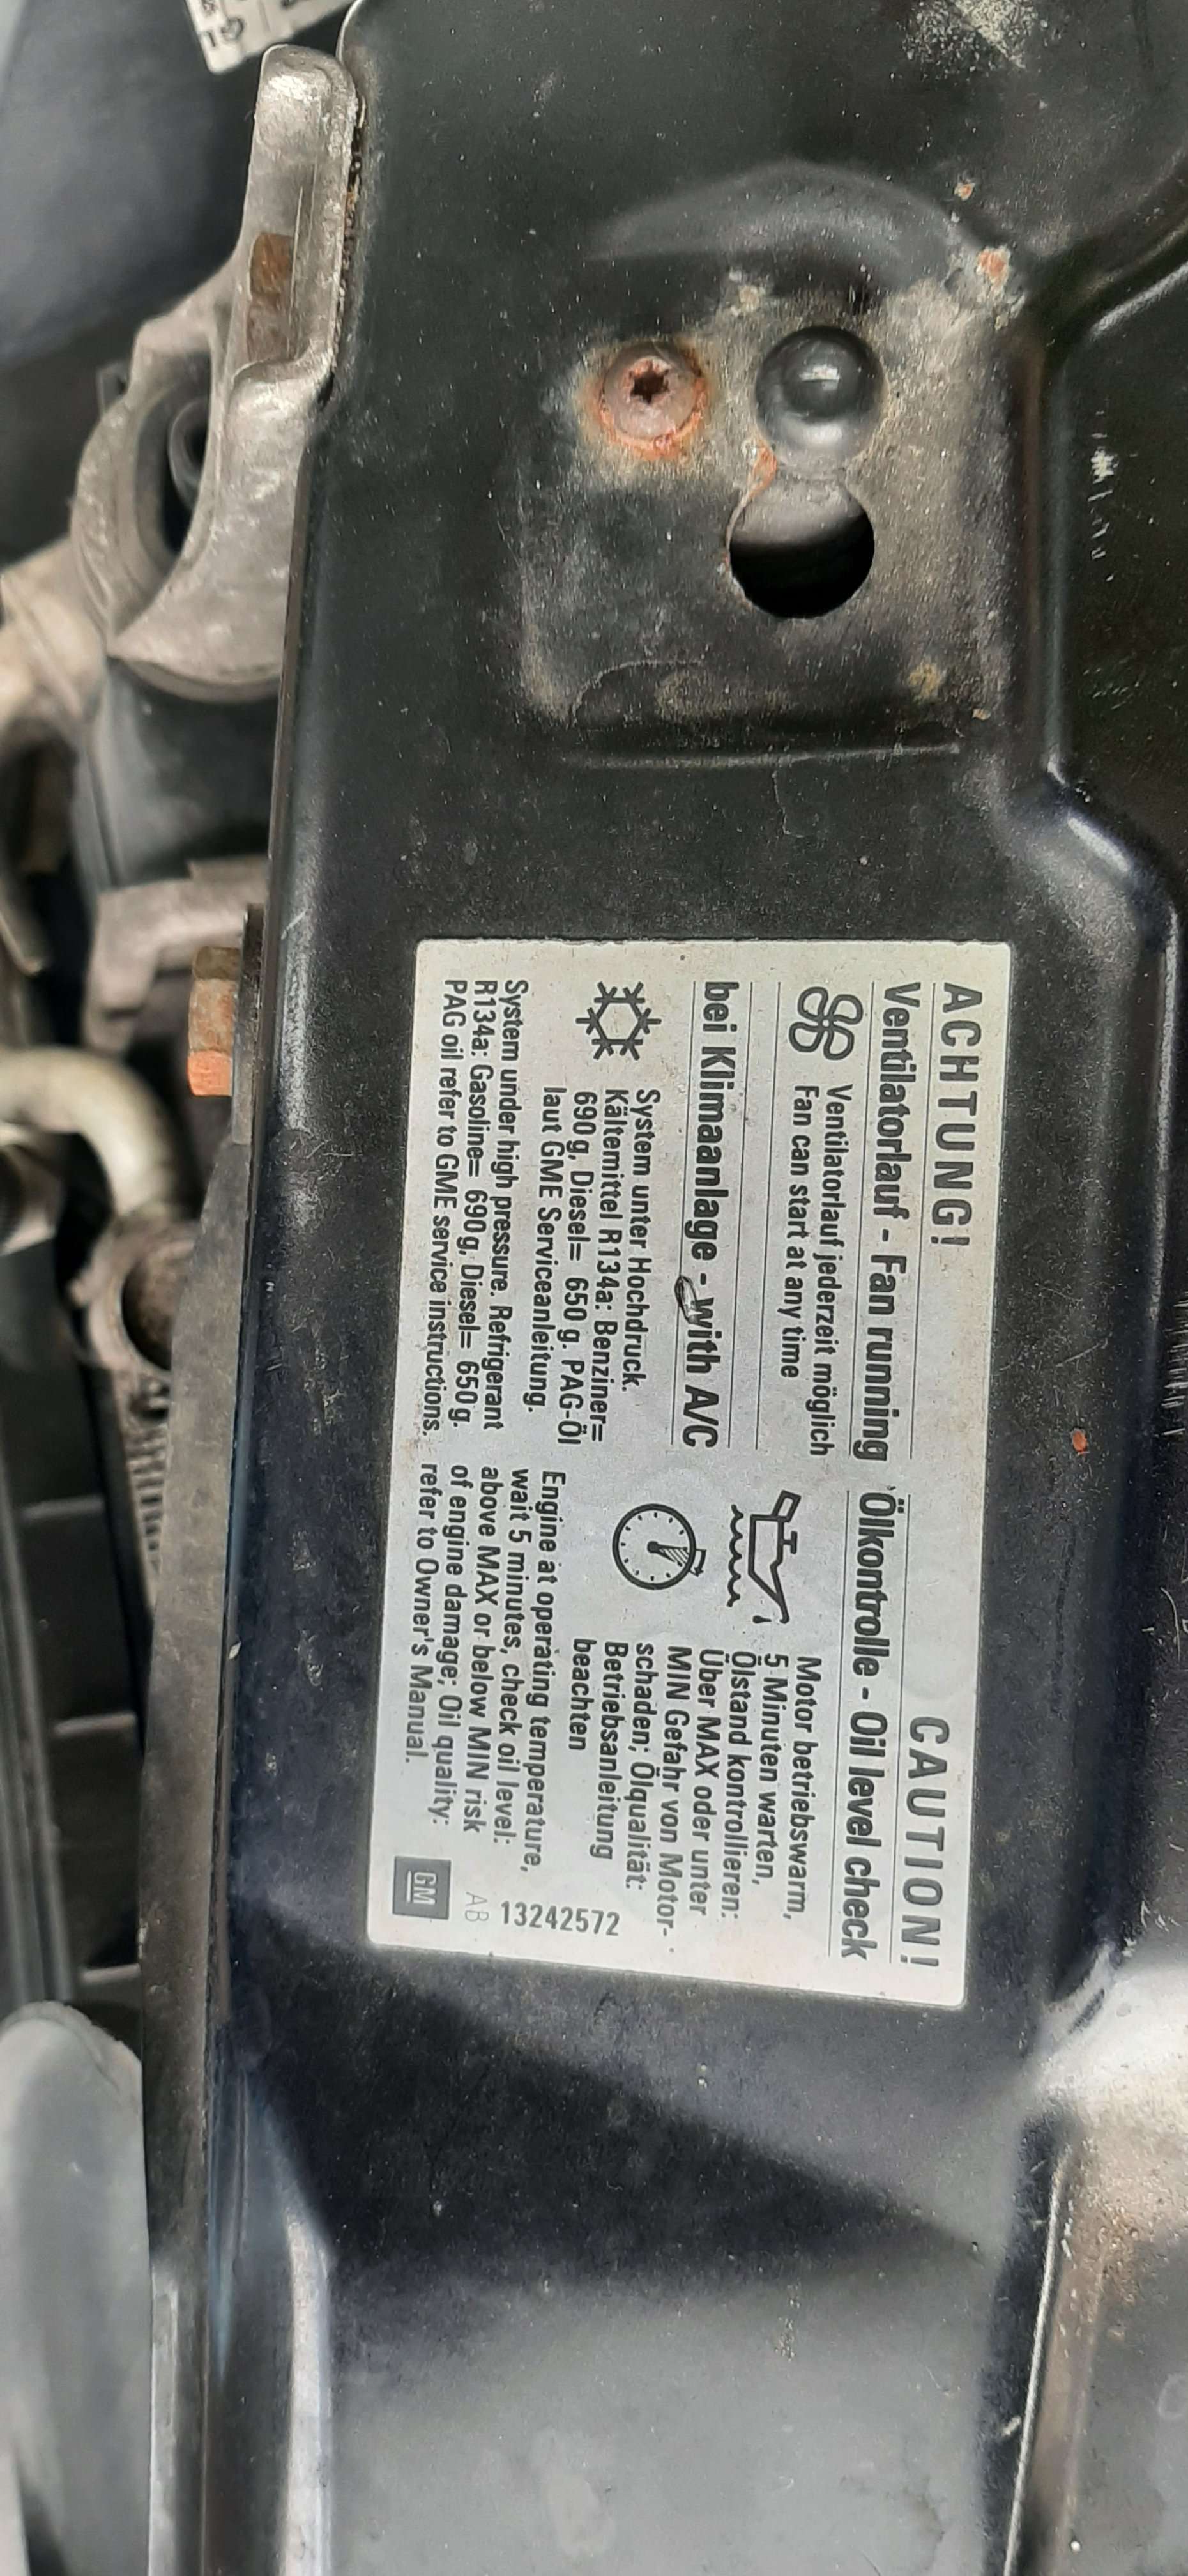 ACHTUNG! CAUTION!
Ventilatorlauf - Fan running
Ventilatorlauf jederzeit möglich
Fan can start at any time
bei Klimaanlage - with A/C
System unter Hochdruck.
Kältemittel R134a: Benziner=
690 g, Diesel= 650 g. PAG-Öl
laut GME Serviceanleitung.
System under high pressure. Refrigerant
R134a: Gasoline= 690 g, Diesel= 650 g.
PAG oil refer to GME service instructions.
Ölkontrolle - Oil level check
Motor betriebswarm,
5 Minuten warten,
Ölstand kontrollieren:
Über MAX oder unter
MIN Gefahr von Motor-
schaden; Ölqualität:
Betriebsanleitung
beachten
Engine at operating temperature,
wait 5 minutes, check oil level:
above MAX or below MIN risk
of engine damage; Oil quality:
refer to Owner's Manual.
13242572
AB
GM